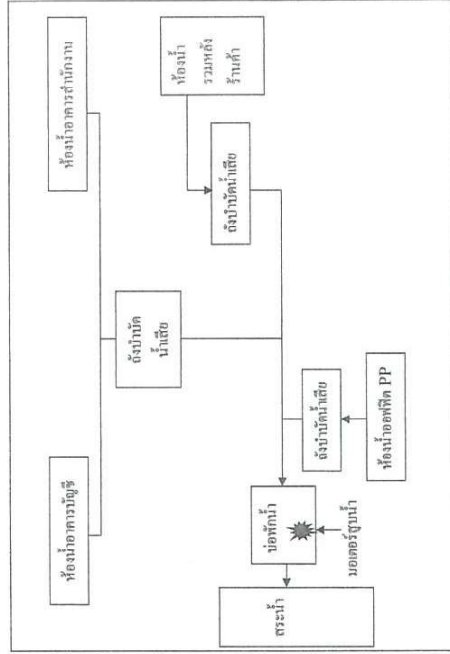 ห้องน้ำอาคารบัญชี
ห้องน้ำอาคารสำนักงาน
ถังบำบัด
น้ำเสีย
ห้องน้ำ
รวมหลัง
ร้านค้า
ถังบำบัดน้ำเสีย
สระน้ำ
บ่อพักน้ำ
มอเตอร์สูบน้ำ
ถังบำบัดน้ำเสีย
ห้องน้ำออฟฟิต PP